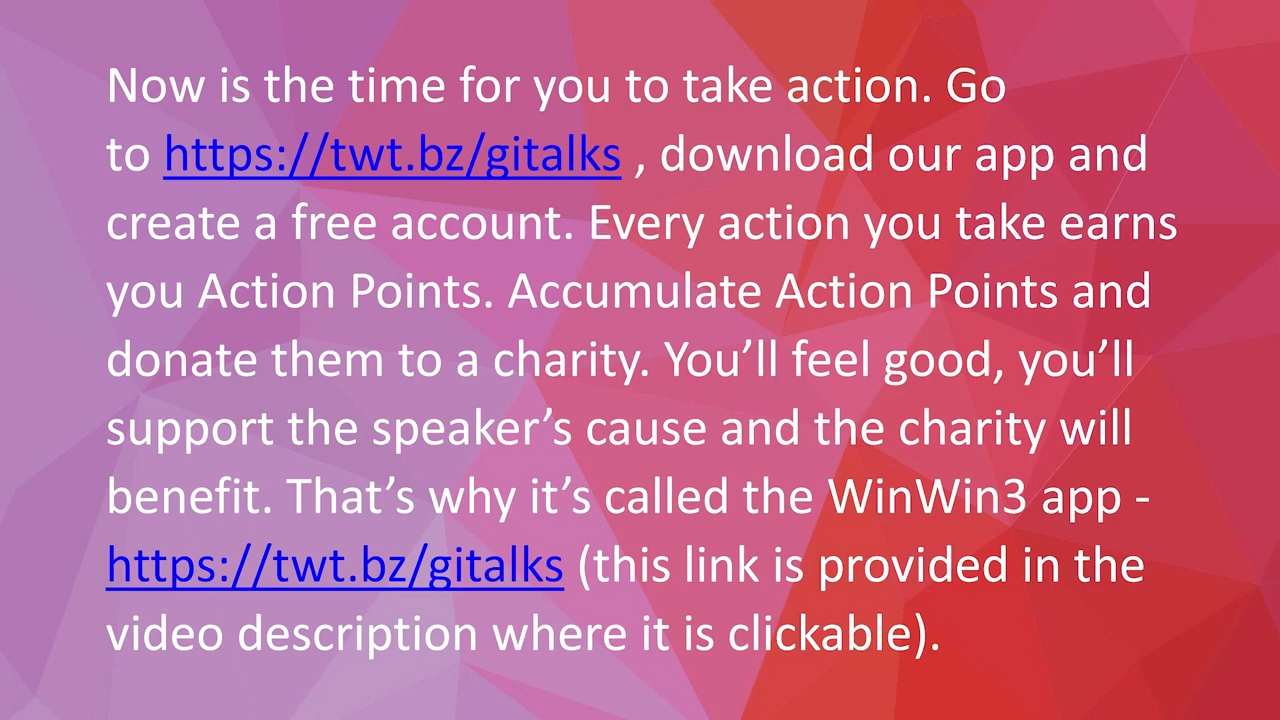 Now is the time for you to take action. Go
to https://twt.bz/gitalks , download our app and
create a free account. Every action you take earns
you Action Points. Accumulate Action Points and
donate them to a charity. You’ll feel good, you’ll
support the speaker’s cause and the charity will
benefit. That’s why it’s called the WinWin3 app -
https://twt.bz/gitalks (this link is provided in the
video description where it is clickable).